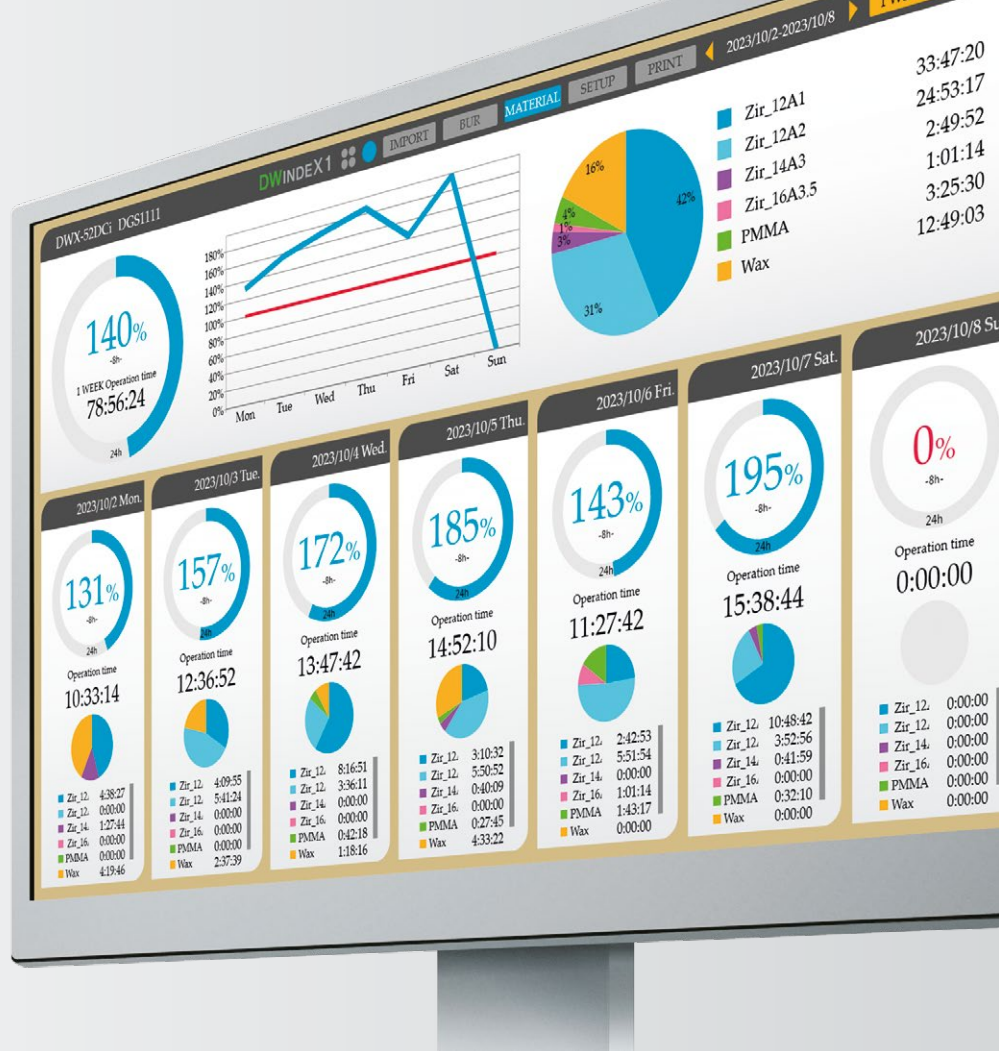 DWX-52DCi DGS1111
DWINDEX1
IMPORT
BUR
MATERIAL
SETUP
PRINT
2023/10/2-2023/10/8
140%
-8h-
1 WEEK Operation time
78:56:24
24h
180%
160%
140%
120%
100%
80%
60%
40%
20%
0%
Mon Tue Wed Thu Fri Sat Sun
16%
42%
4%
1%
3%
31%
Zir_12A1 33:47:20
Zir_12A2 24:53:17
Zir_14A3 2:49:52
Zir_16A3.5 1:01:14
PMMA 3:25:30
Wax 12:49:03
2023/10/2 Mon.
131%
-8h-
24h
Operation time
10:33:14
Zir_12. 4:38:27
Zir_12. 0:00:00
Zir_14. 1:27:44
Zir_16. 0:00:00
PMMA 0:00:00
Wax 4:19:46
2023/10/3 Tue.
157%
-8h-
24h
Operation time
12:36:52
Zir_12. 4:09:55
Zir_12. 5:41:24
Zir_14. 0:00:00
Zir_16. 0:00:00
PMMA 0:00:00
Wax 2:37:39
2023/10/4 Wed.
172%
-8h-
24h
Operation time
13:47:42
Zir_12. 8:16:51
Zir_12. 3:36:11
Zir_14. 0:00:00
Zir_16. 0:00:00
PMMA 0:42:18
Wax 1:18:16
2023/10/5 Thu.
185%
-8h-
24h
Operation time
14:52:10
Zir_12. 3:10:32
Zir_12. 5:50:52
Zir_14. 0:40:09
Zir_16. 0:00:00
PMMA 0:27:45
Wax 4:33:22
2023/10/6 Fri.
143%
-8h-
24h
Operation time
11:27:42
Zir_12. 2:42:53
Zir_12. 5:51:54
Zir_14. 0:00:00
Zir_16. 1:01:14
PMMA 1:43:17
Wax 0:00:00
2023/10/7 Sat.
195%
-8h-
24h
Operation time
15:38:44
Zir_12. 10:48:42
Zir_12. 3:52:56
Zir_14. 0:41:59
Zir_16. 0:00:00
PMMA 0:32:10
Wax 0:00:00
2023/10/8 Su
0%
-8h-
24h
Operation time
0:00:00
Zir_12. 0:00:00
Zir_12. 0:00:00
Zir_14. 0:00:00
Zir_16. 0:00:00
PMMA 0:00:00
Wax 0:00:00